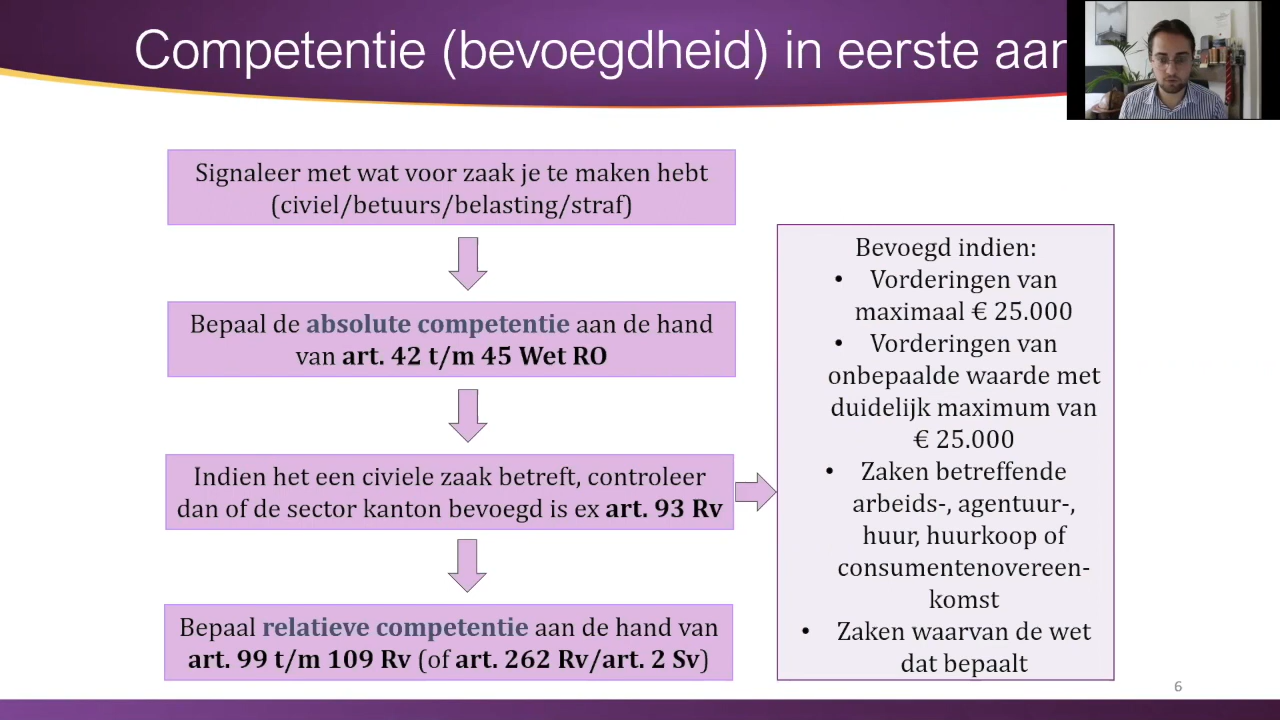 Competentie (bevoegdheid) in eerste aan
Signaleer met wat voor zaak je te maken hebt
(civiel/betuurs/belasting/straf)
Bepaal de absolute competentie aan de hand
van art. 42 t/m 45 Wet RO
Indien het een civiele zaak betreft, controleer
dan of de sector kanton bevoegd is ex art. 93 Rv
Bepaal relatieve competentie aan de hand van
art. 99 t/m 109 Rv (of art. 262 Rv/art. 2 Sv)
Bevoegd indien:
• Vorderingen van
maximaal € 25.000
• Vorderingen van
onbepaalde waarde met
duidelijk maximum van
€ 25.000
• Zaken betreffende
arbeids-, agentuur-,
huur, huurkoop of
consumentenovereen-
komst
• Zaken waarvan de wet
dat bepaalt
6